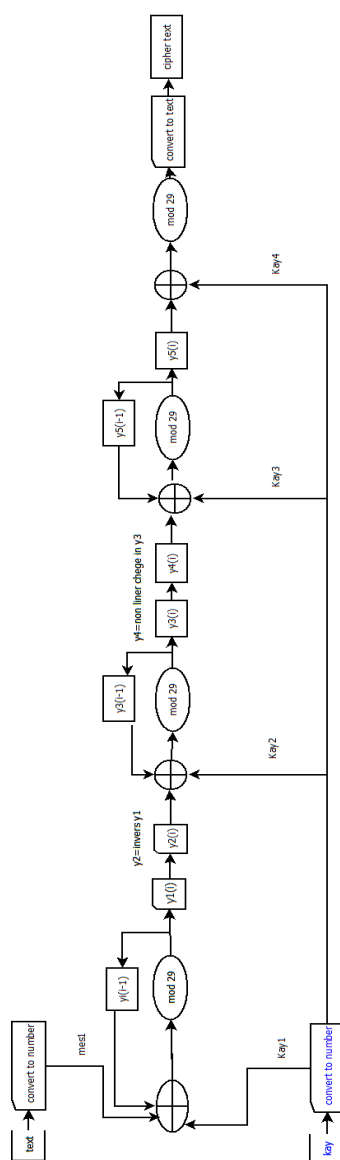 text
convert to number
mes1
yi(i-1)
mod 29
y1(i)
y2=invers y1
y2(i)
y3(i-1)
mod 29
y3(i)
y4=non liner chege in y3
y4(i)
y5(i-1)
mod 29
y5(i)
mod 29
convert to text
cipher text
kay
convert to number
Kay1
Kay2
Kay3
Kay4